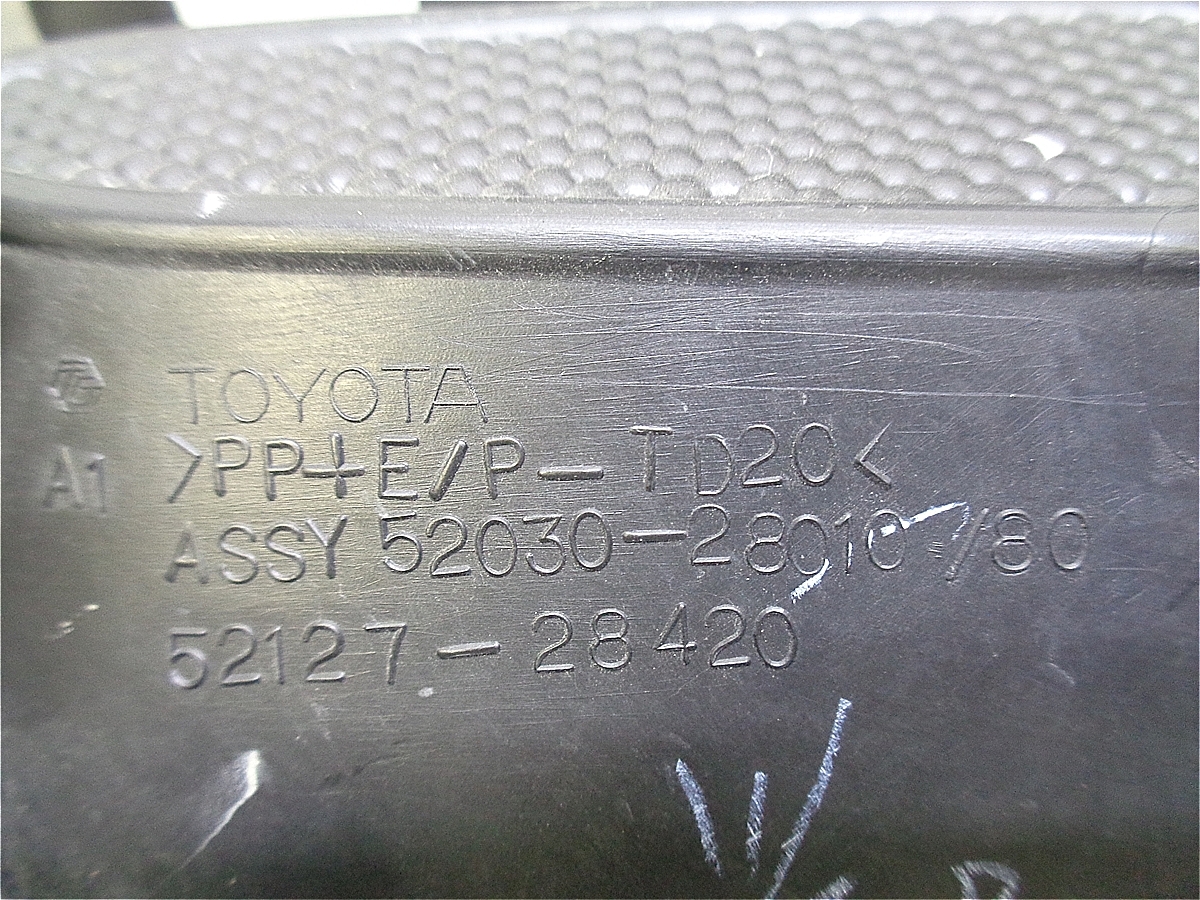 TOYOTA
A1 >PP+E/P-TD20<
ASSY 52030-28010 /80
52127-28420